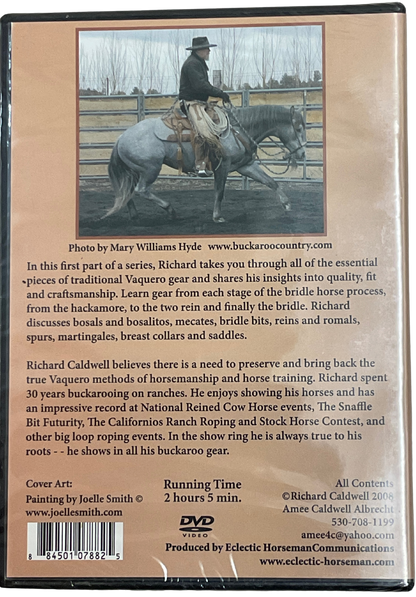 Photo by Mary Williams Hyde www.buckaroocountry.com
In this first part of a series, Richard takes you through all of the essential
pieces of traditional Vaquero gear and shares his insights into quality, fit
and craftsmanship. Learn gear from each stage of the bridle horse process,
from the hackamore, to the two rein and finally the bridle. Richard
discusses bosals and bosalitos, mecates, bridle bits, reins and romals,
spurs, martingales, breast collars and saddles.
Richard Caldwell believes there is a need to preserve and bring back the
true Vaquero methods of horsemanship and horse training. Richard spent
30 years buckarooing on ranches. He enjoys showing his horses and has
an impressive record at National Reined Cow Horse events, The Snaffle
Bit Futurity, The Californios Ranch Roping and Stock Horse Contest, and
other big loop roping events. In the show ring he is always true to his
roots - - he shows in all his buckaroo gear.
Cover Art:
Painting by Joelle Smith ©
www.joellesmith.com
Running Time
2 hours 5 min.
DVD
VIDEO
All Contents
©Richard Caldwell 2008
Amee Caldwell Albrecht
530-708-1199
amee4c@yahoo.com
Produced by Eclectic HorsemanCommunications
www.eclectic-horseman.com
8 84501 07882 5